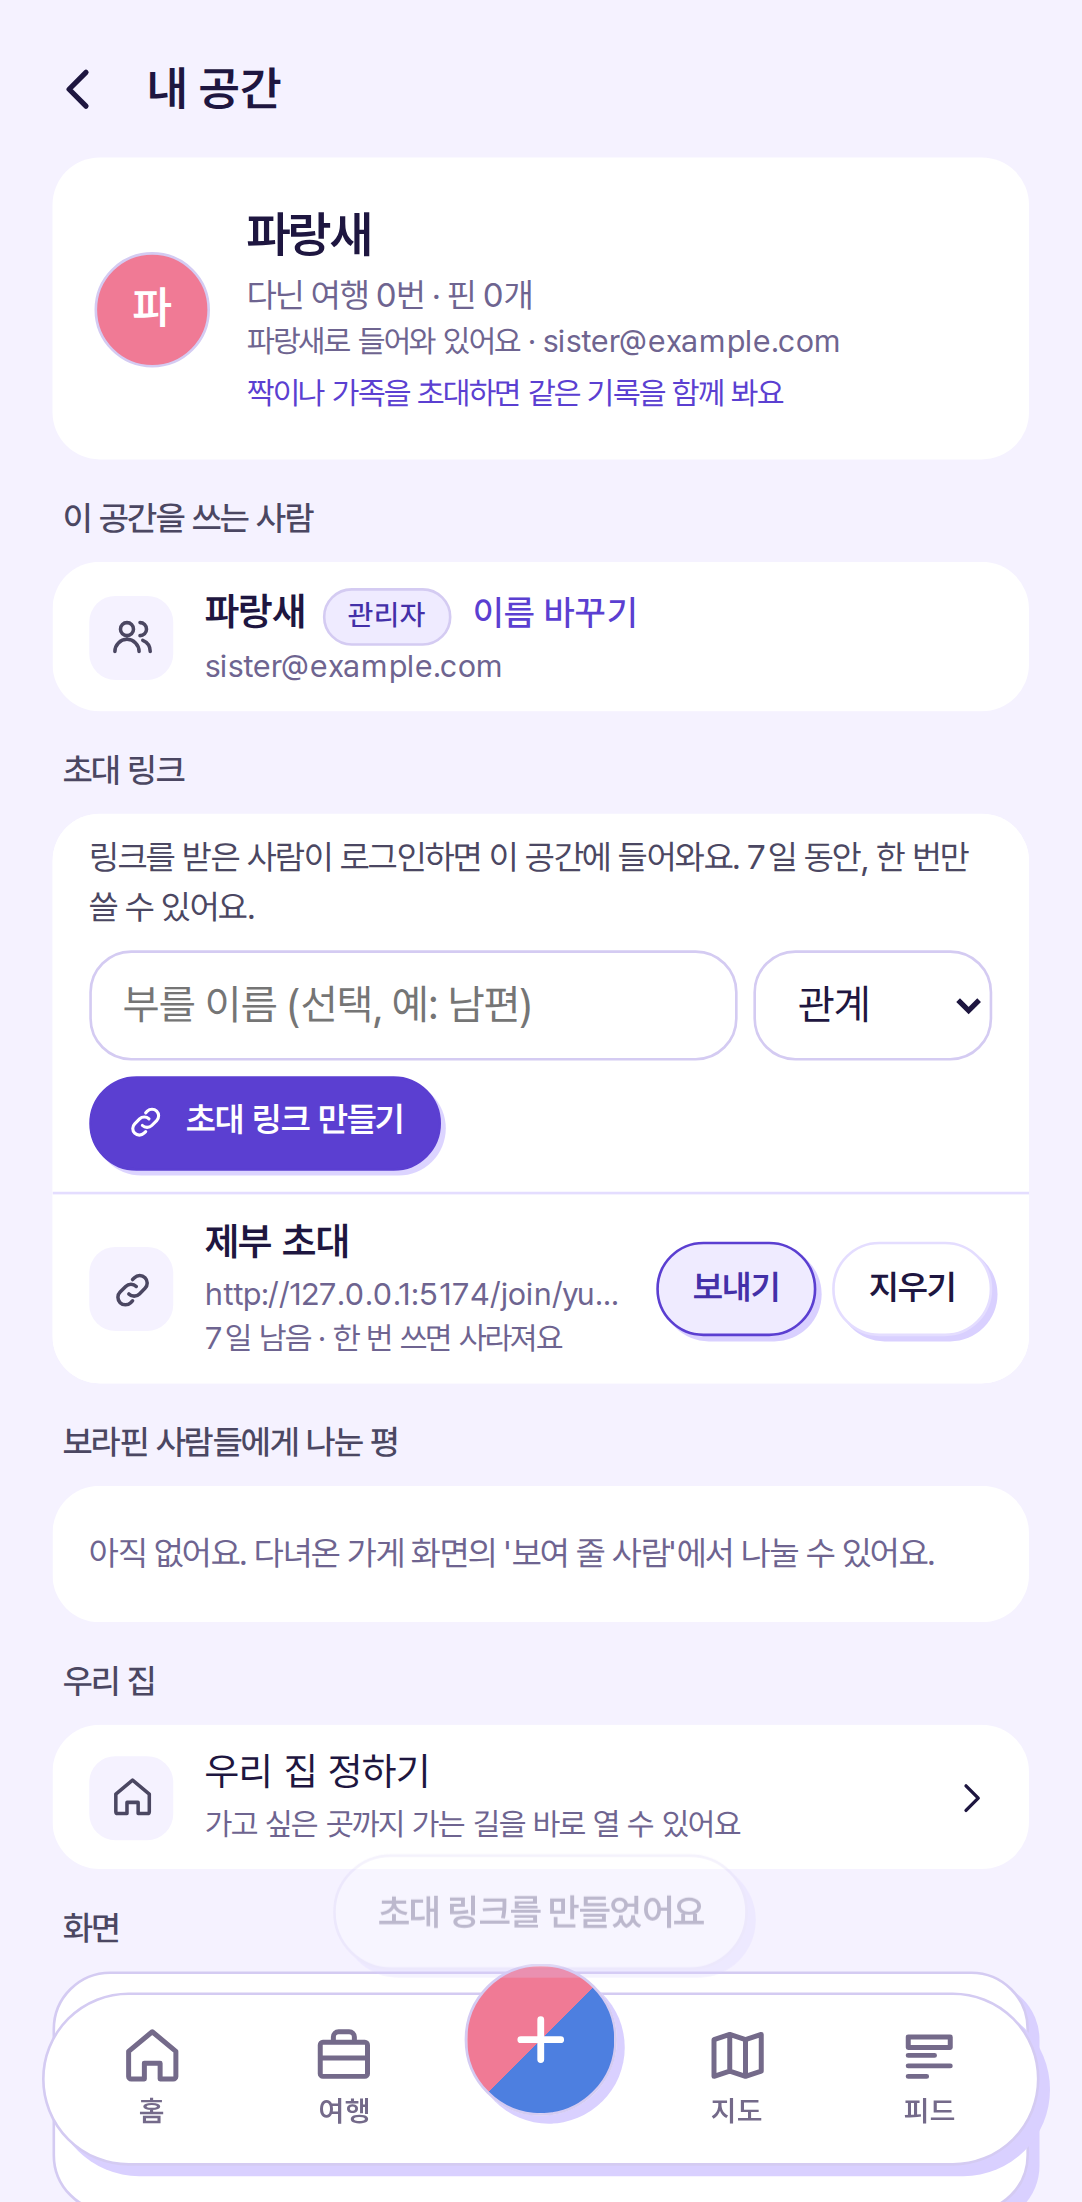 내 공간
파랑새
파
다닌 여행 0번 · 핀 0개
파랑새로 들어와 있어요 · sister@example.com
짝이나 가족을 초대하면 같은 기록을 함께 봐요
이 공간을 쓰는 사람
파랑새 관리자 이름 바꾸기
sister@example.com
초대 링크
링크를 받은 사람이 로그인하면 이 공간에 들어와요. 7일 동안, 한 번만
쓸 수 있어요.
부를 이름 (선택, 예: 남편) 관계
초대 링크 만들기
제부 초대
http://127.0.0.1:5174/join/yu...
7일 남음 · 한 번 쓰면 사라져요
보내기 지우기
보라핀 사람들에게 나눈 평
아직 없어요. 다녀온 가게 화면의 '보여 줄 사람'에서 나눌 수 있어요.
우리 집
우리 집 정하기
가고 싶은 곳까지 가는 길을 바로 열 수 있어요
초대 링크를 만들었어요
화면
홈 여행 지도 피드